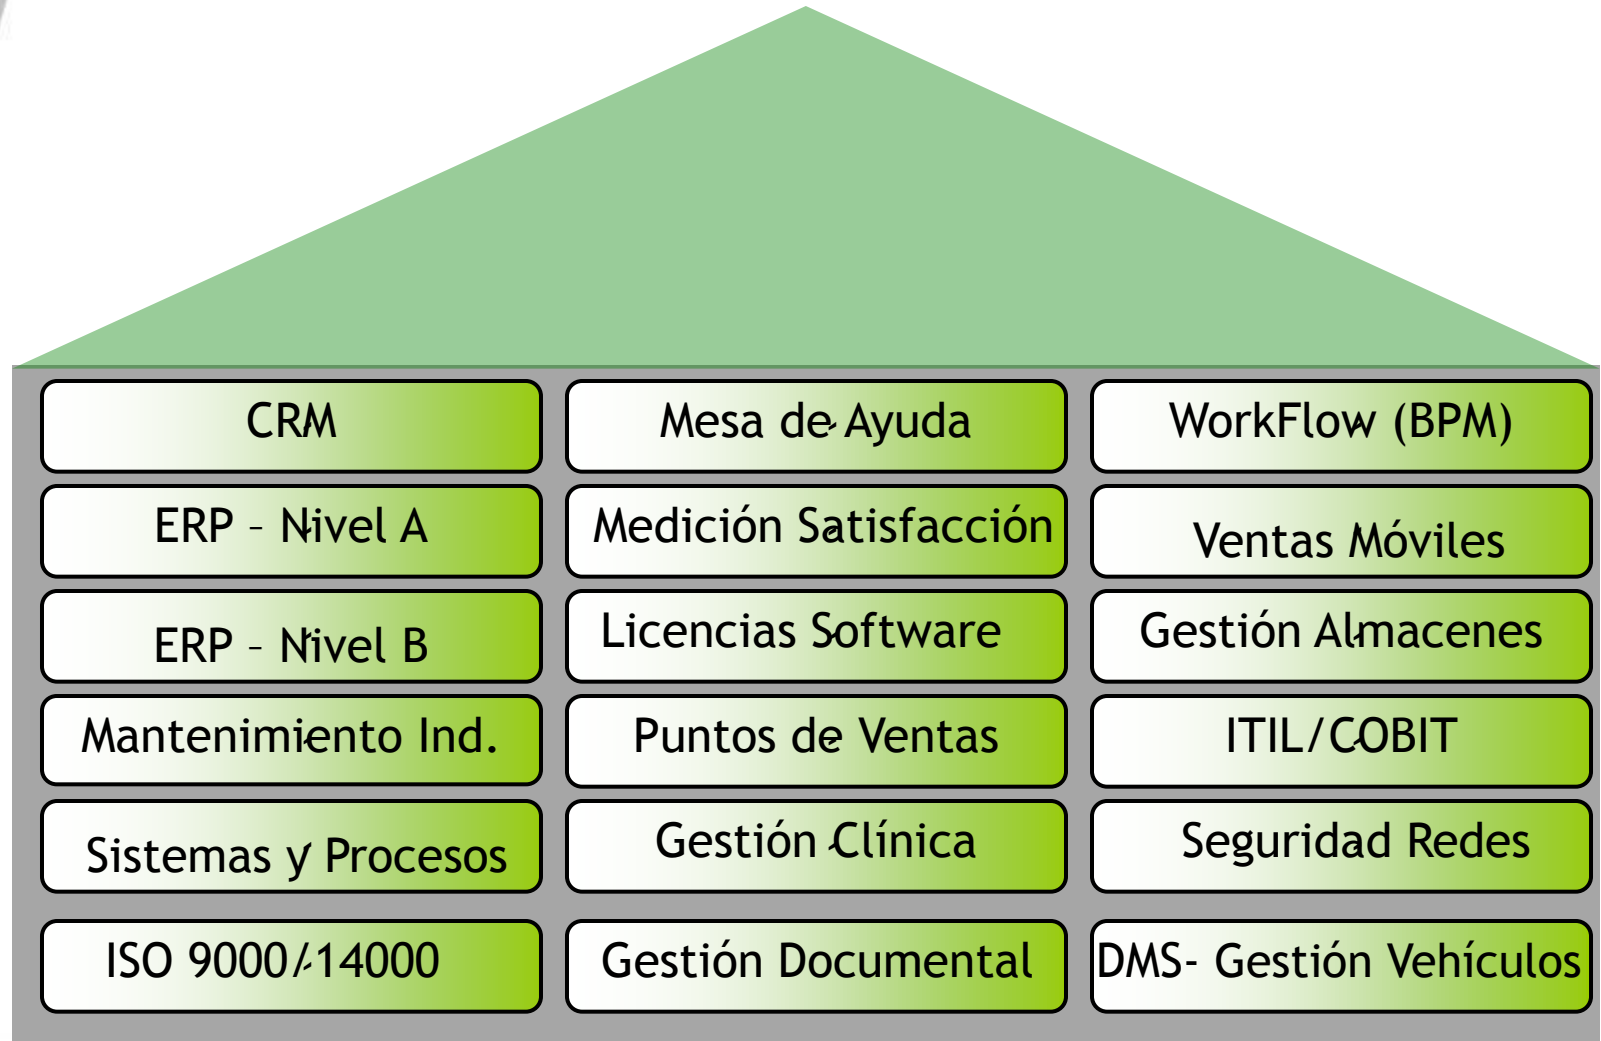 CRM
Mesa de Ayuda
WorkFlow (BPM)
ERP – Nivel A
Medición Satisfacción
Ventas Móviles
ERP – Nivel B
Licencias Software
Gestión Almacenes
Mantenimiento Ind.
Puntos de Ventas
ITIL/COBIT
Sistemas y Procesos
Gestión Clínica
Seguridad Redes
ISO 9000/14000
Gestión Documental
DMS- Gestión Vehículos